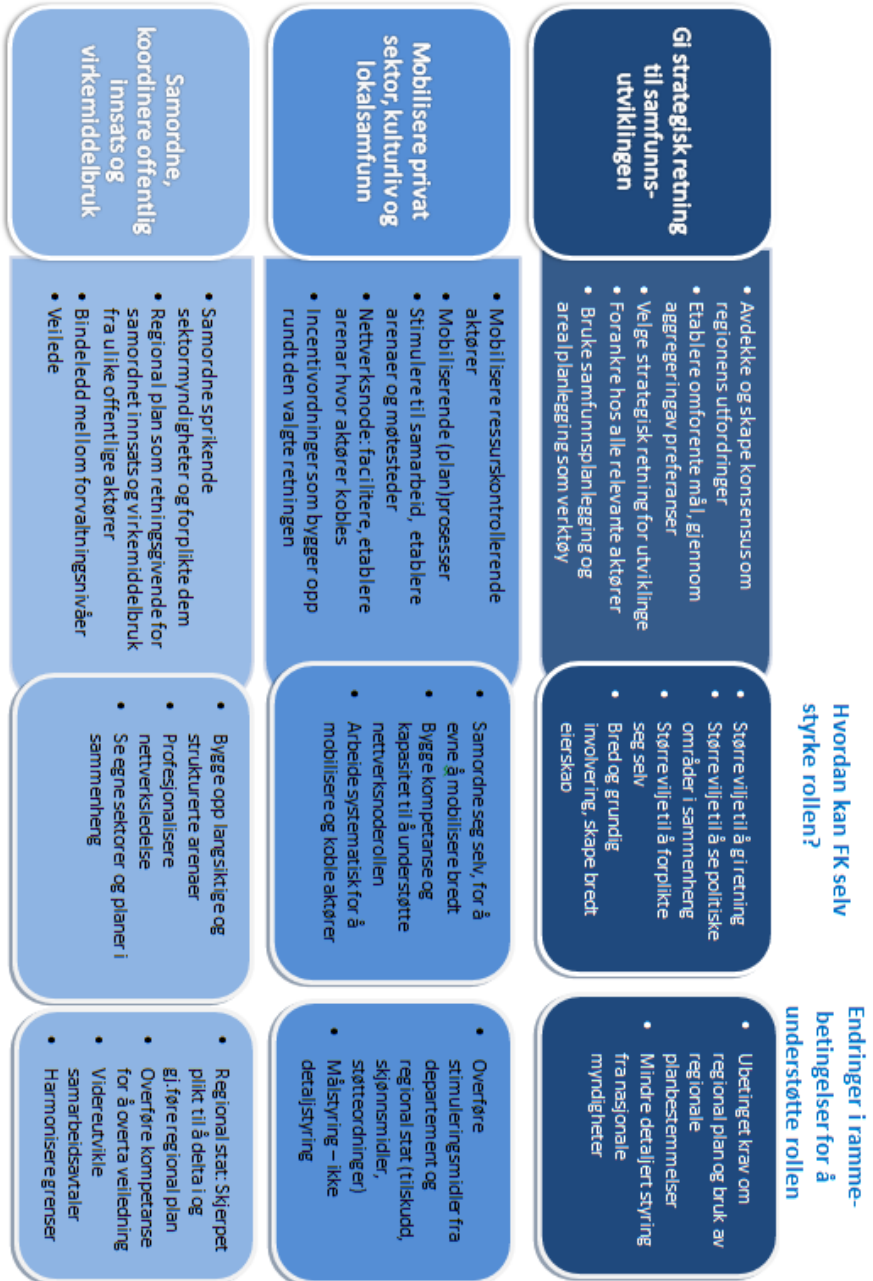 Hvordan kan FK selv
styrke rollen?
Endringer i ramme-
betingelser for å
understøtte rollen
Gi strategisk retning
til samfunns-
utviklingen
• Avdekke og skape konsensus om
regionens utfordringer
• Etablere omforente mål, gjennom
aggregering av preferanser
• Velge strategisk retning for utviklinge
• Forankre hos alle relevante aktører
• Bruke samfunnsplanlegging og
arealplanlegging som verktøy
• Større vilje til å gi retning
• Større vilje til å se politiske
områder i sammenheng
• Større vilje til å forplikte
seg selv
• Bred og grundig
involvering, skape bredt
eierskap
• Ubetinget krav om
regional plan og bruk av
regionale
planbestemmelser
• Mindre detaljert styring
fra nasjonale
myndigheter
Mobilisere privat
sektor, kulturliv og
lokalsamfunn
• Mobilisere ressurskontrollerende
aktører
• Mobiliserende (plan)prosesser
• Stimulere til samarbeid, etablere
arenaer og møtesteder
• Nettverksnode: facilitere, etablere
arenar hvor aktører kobles
• Incentivordninger som bygger opp
rundt den valgte retningen
• Samordne seg selv, for å
evne å mobilisere bredt
• Bygge kompetanse og
kapasitet til å understøtte
nettverksnoderollen
• Arbeide systematisk for å
mobilisere og koble aktører
• Overføre
stimuleringsmidler fra
departement og
regional stat (tilskudd,
skjønnsmidler,
støtteordninger)
• Målstyring – ikke
detaljstyring
Samordne,
koordinere offentlig
innsats og
virkemiddelbruk
• Samordne sprikende
sektormyndigheter og forplikte dem
• Regional plan som retningsgivende for
samordnet innsats og virkemiddelbruk
fra ulike offentlige aktører
• Bindeledd mellom forvaltningsnivåer
• Veilede
• Bygge opp langsiktige og
strukturerte arenaer
• Profesjonalisere
nettverksledelse
• Se egne sektorer og planer i
sammenheng
• Regional stat: Skjerpet
plikt til å delta i og
gj.føre regional plan
• Overføre kompetanse
for å overta veiledning
• Videreutvikle
samarbeidsavtaler
• Harmonisere grenser